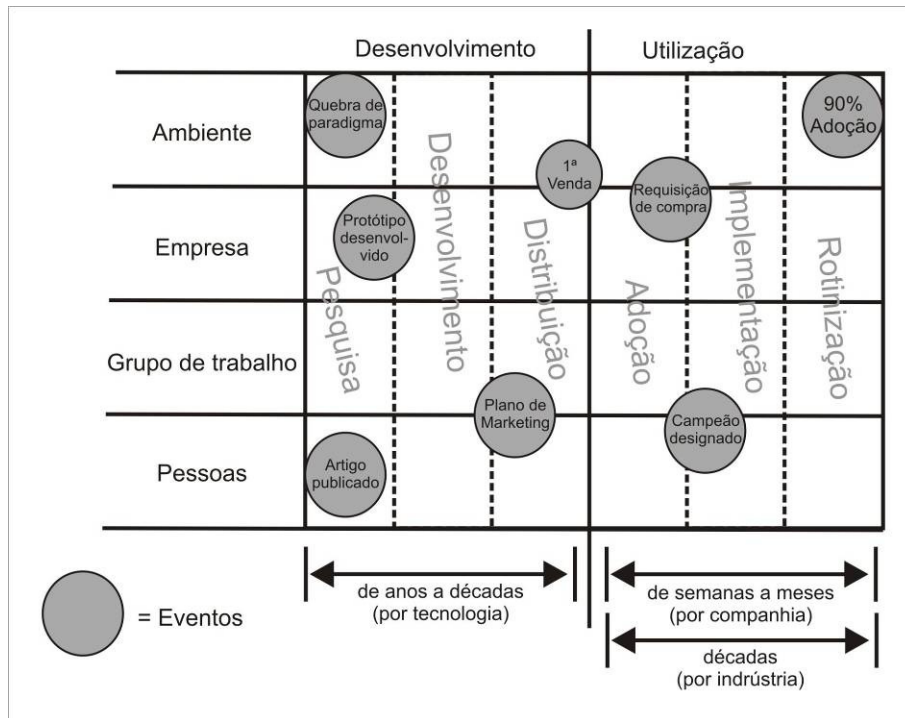 Desenvolvimento
Utilização
Ambiente
Quebra de
paradigma
1ª
Venda
Requisição
de compra
90%
Adoção
Empresa
Protótipo
desenvol-
vido
Grupo de trabalho
Plano de
Marketing
Campeão
designado
Pessoas
Artigo
publicado
Pesquisa
Desenvolvimento
Distribuição
Adoção
Implementação
Rotinização
de anos a décadas
(por tecnologia)
de semanas a meses
(por companhia)
décadas
(por indrústria)
= Eventos